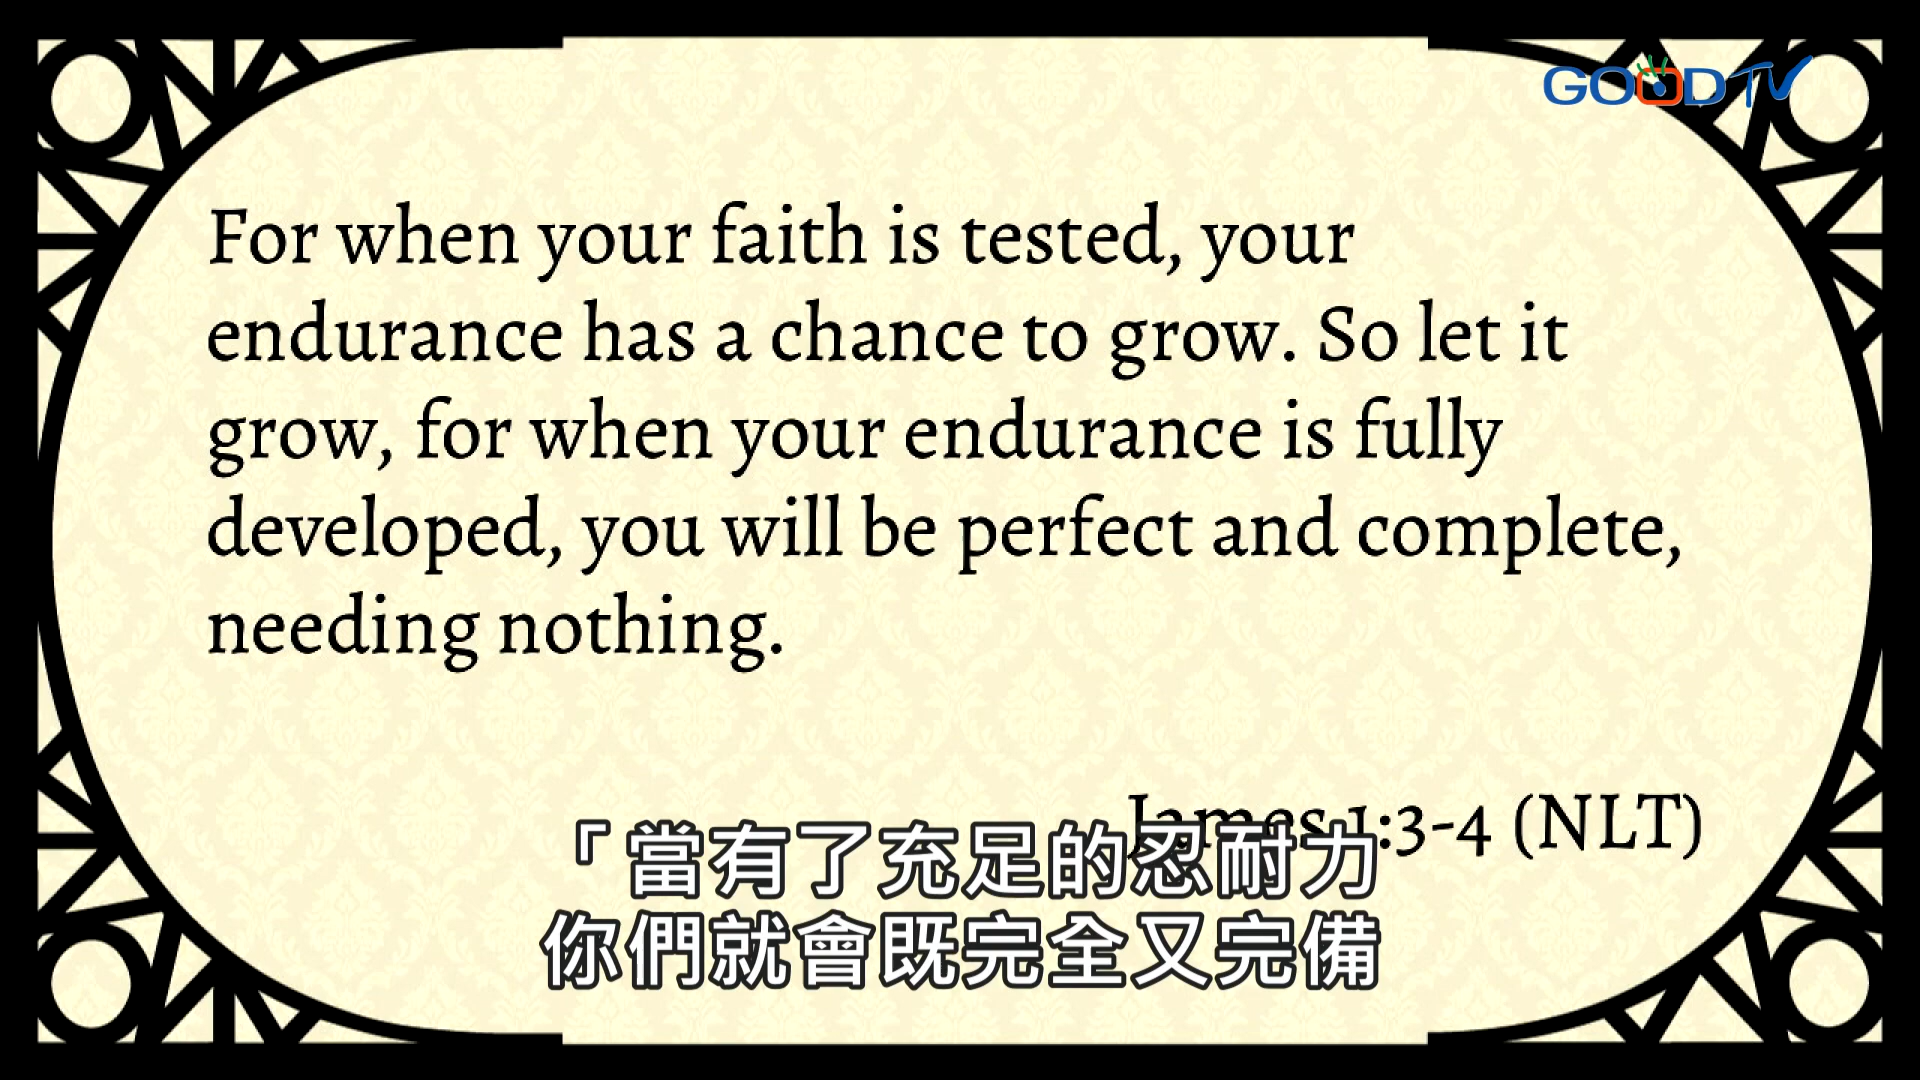 GOOD TV
For when your faith is tested, your
endurance has a chance to grow. So let it
grow, for when your endurance is fully
developed, you will be perfect and complete,
needing nothing.
James 1:3-4 (NLT)
「當有了充足的忍耐力
你們就會既完全又完備